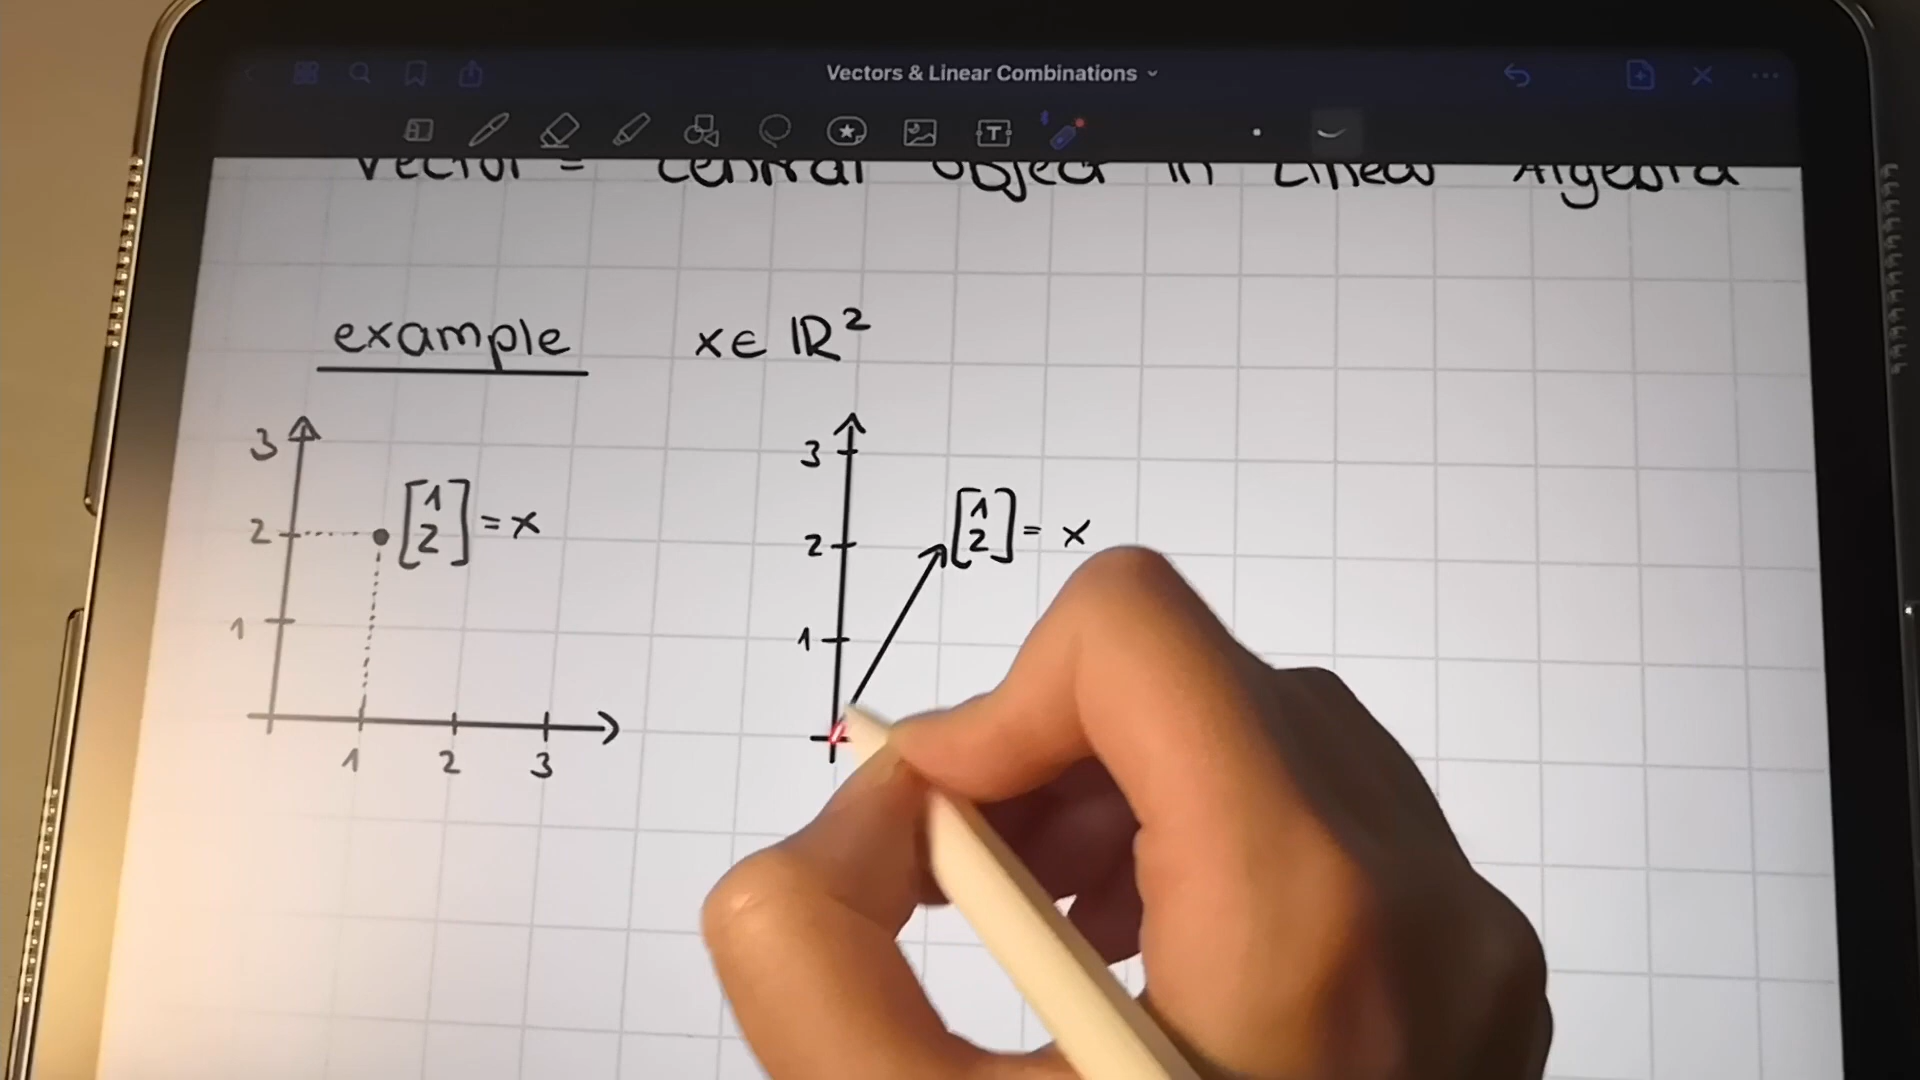 Vectors & Linear Combinations
Vector = central object in Linear Algebra
example x ∈ ℝ²
3
2
1
[1 2] = x
1 2 3
3
2
1
[1 2] = x